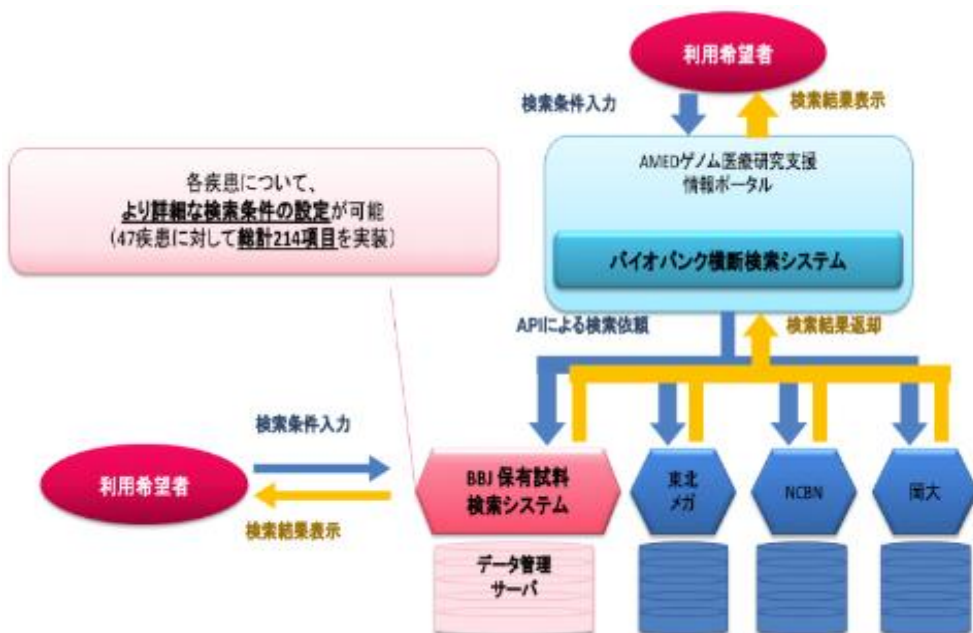 利用希望者
検索条件入力
検索結果表示
AMEDゲノム医療研究支援
情報ポータル
バイオバンク横断検索システム
各疾患について、
より詳細な検索条件の設定が可能
(47疾患に対して総計214項目を実装)
APIによる検索依頼
検索結果返却
検索条件入力
利用希望者
検索結果表示
BBJ 保有試料
検索システム
東北
メガ
NCBN
岡大
データ管理
サーバ